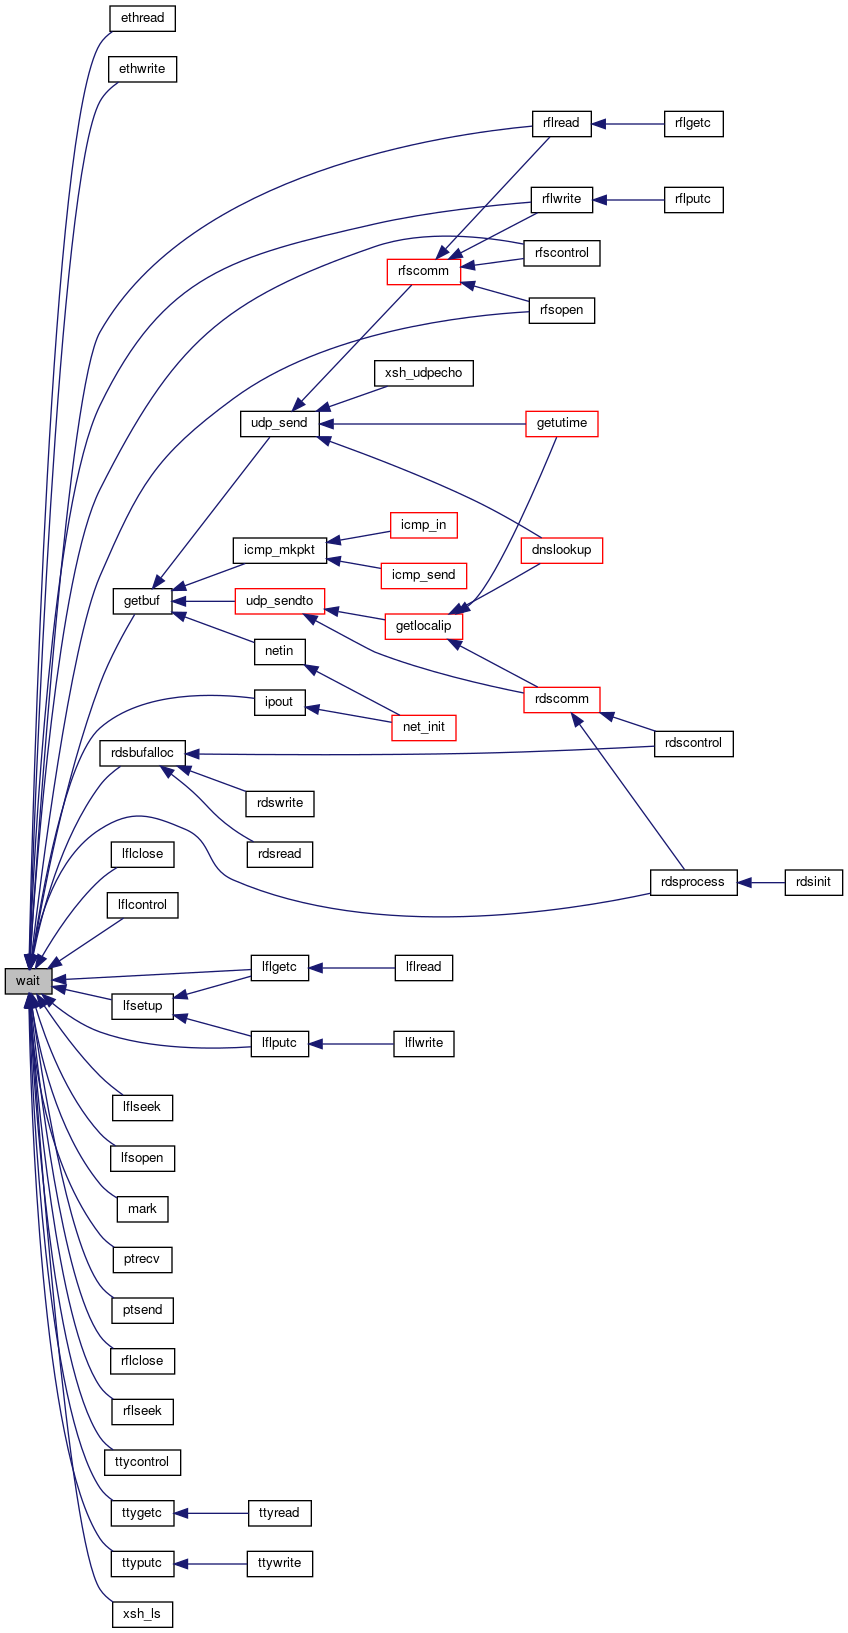 ethread
ethwrite
rflread
rflgetc
rflwrite
rflputc
rfscontrol
rfscomm
rfsopen
xsh_udpecho
udp_send
getutime
icmp_in
icmp_mkpkt
dnslookup
icmp_send
getbuf
udp_sendto
getlocalip
netin
ipout
rdscomm
net_init
rdscontrol
rdsbufalloc
rdswrite
lflclose
rdsread
rdsprocess
rdsinit
lflcontrol
lflgetc
lflread
wait
lfsetup
lflputc
lflwrite
lflseek
lfsopen
mark
ptrecv
ptsend
rflclose
rflseek
ttycontrol
ttygetc
ttyread
ttyputc
ttywrite
xsh_ls